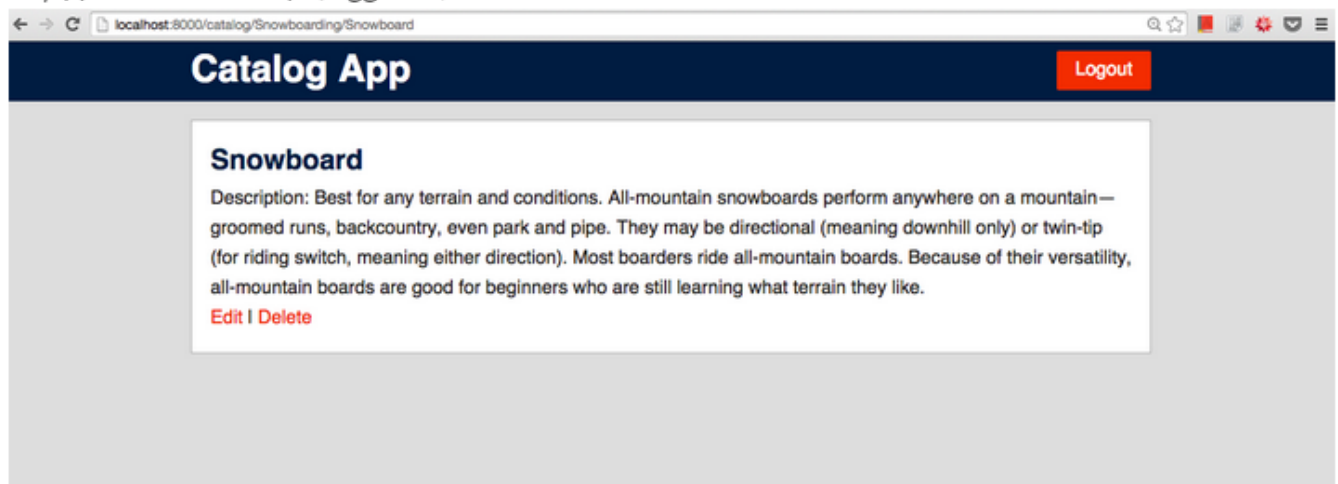 localhost:8000/catalog/Snowboarding/Snowboard
Catalog App
Logout
Snowboard
Description: Best for any terrain and conditions. All-mountain snowboards perform anywhere on a mountain—
groomed runs, backcountry, even park and pipe. They may be directional (meaning downhill only) or twin-tip
(for riding switch, meaning either direction). Most boarders ride all-mountain boards. Because of their versatility,
all-mountain boards are good for beginners who are still learning what terrain they like.
Edit | Delete